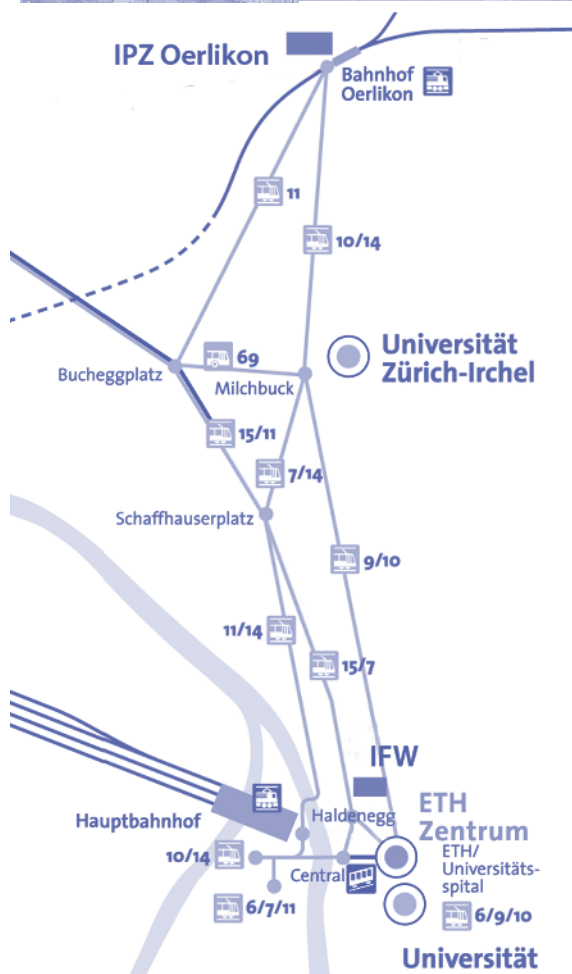 IPZ Oerlikon
Bahnhof
Oerlikon
11
10/14
69
Bucheggplatz
Milchbuck
Universität
Zürich-Irchel
15/11
7/14
Schaffhauserplatz
9/10
11/14
15/7
IFW
Hauptbahnhof
Haldenegg
ETH
Zentrum
10/14
Central
ETH/
Universitäts-
spital
6/7/11
6/9/10
Universität